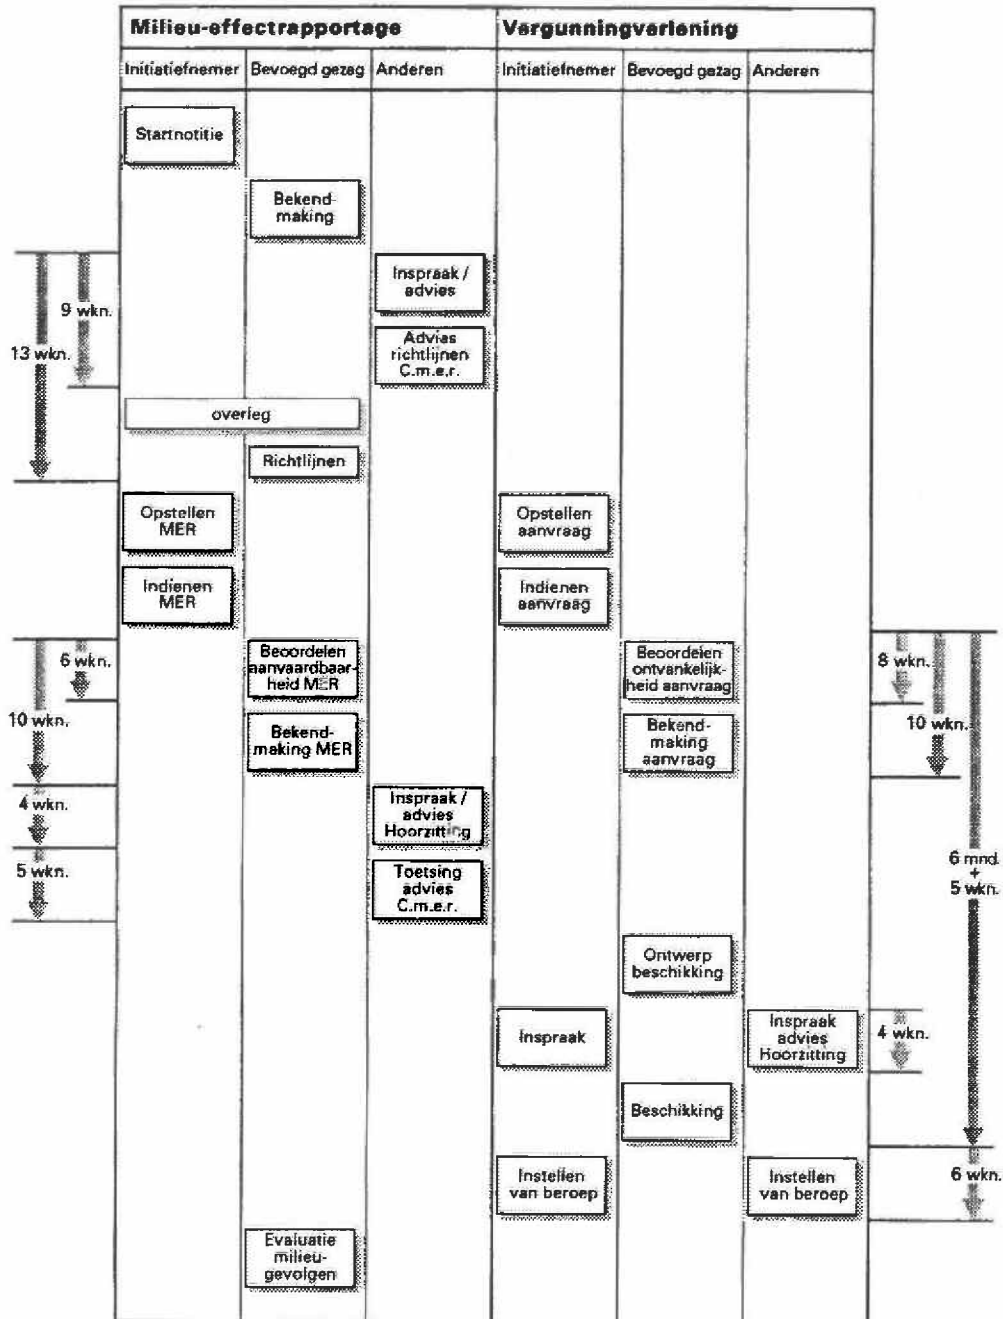 Milieu-effectrapportage Vergunningverlening
Initiatiefnemer Bevoegd gezag Anderen Initiatiefnemer Bevoegd gezag Anderen
Startnotitie
Bekend-
making
Inspraak /
advies
9 wkn.
13 wkn.
Advies
richtlijnen
C.m.e.r.
overleg
Richtlijnen
Opstellen
MER
Opstellen
aanvraag
Indienen
MER
Indienen
aanvraag
6 wkn.
10 wkn.
Beoordelen
aanvaardbaar-
heid MER
Beoordelen
ontvankelijk-
heid aanvraag
8 wkn.
10 wkn.
Bekend-
making MER
Bekend-
making
aanvraag
4 wkn.
Inspraak /
advies
Hoorzitting
5 wkn.
Toetsing
advies
C.m.e.r.
6 mnd.
+
5 wkn.
Ontwerp
beschikking
Inspraak
Inspraak
advies
Hoorzitting
4 wkn.
Beschikking
Instellen
van beroep
Instellen
van beroep
6 wkn.
Evaluatie
milieu-
gevolgen